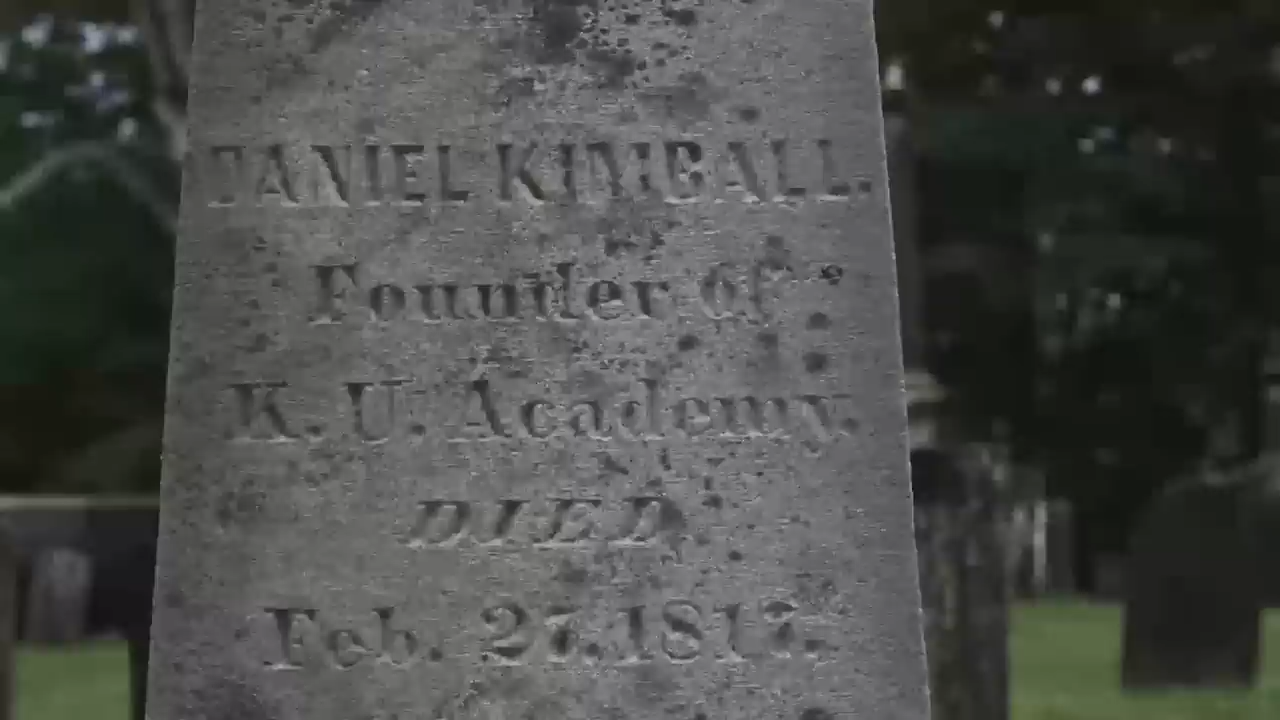 DANIEL KIMBALL.
Founder of
K. U. Academy.
DIED
Feb. 27, 1817.